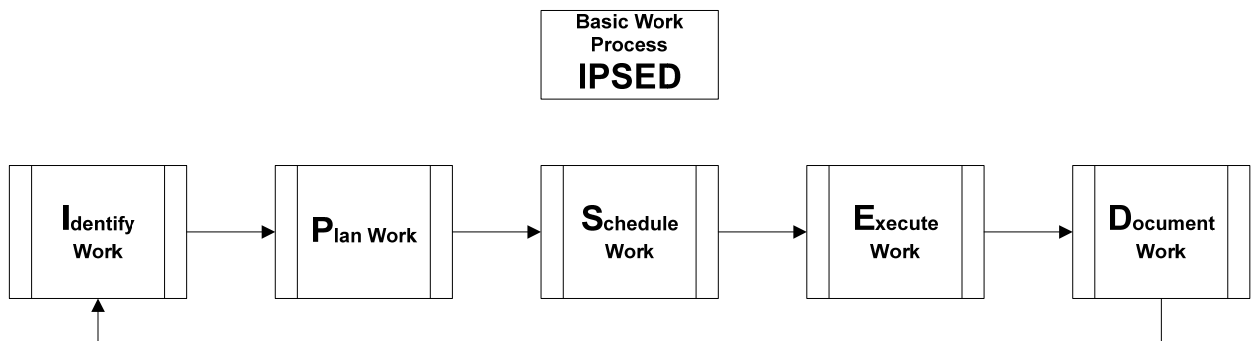 Basic Work
Process
IPSED
Identify
Work
Plan Work
Schedule
Work
Execute
Work
Document
Work